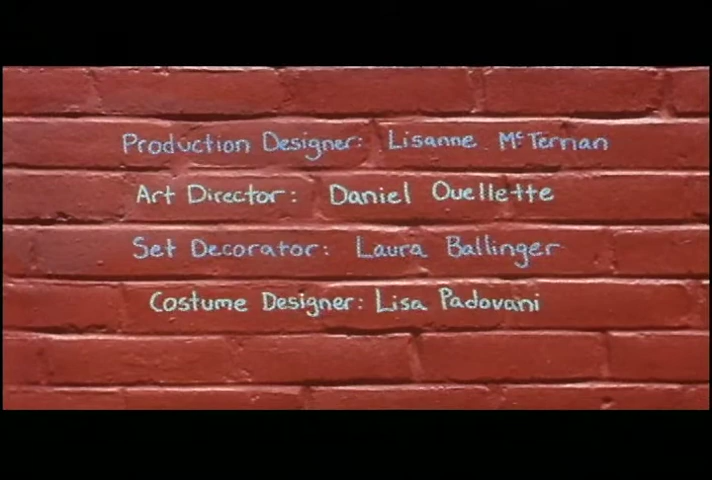 Production Designer: Lisanne McTernan
Art Director: Daniel Ouellette
Set Decorator: Laura Ballinger
Costume Designer: Lisa Padovani